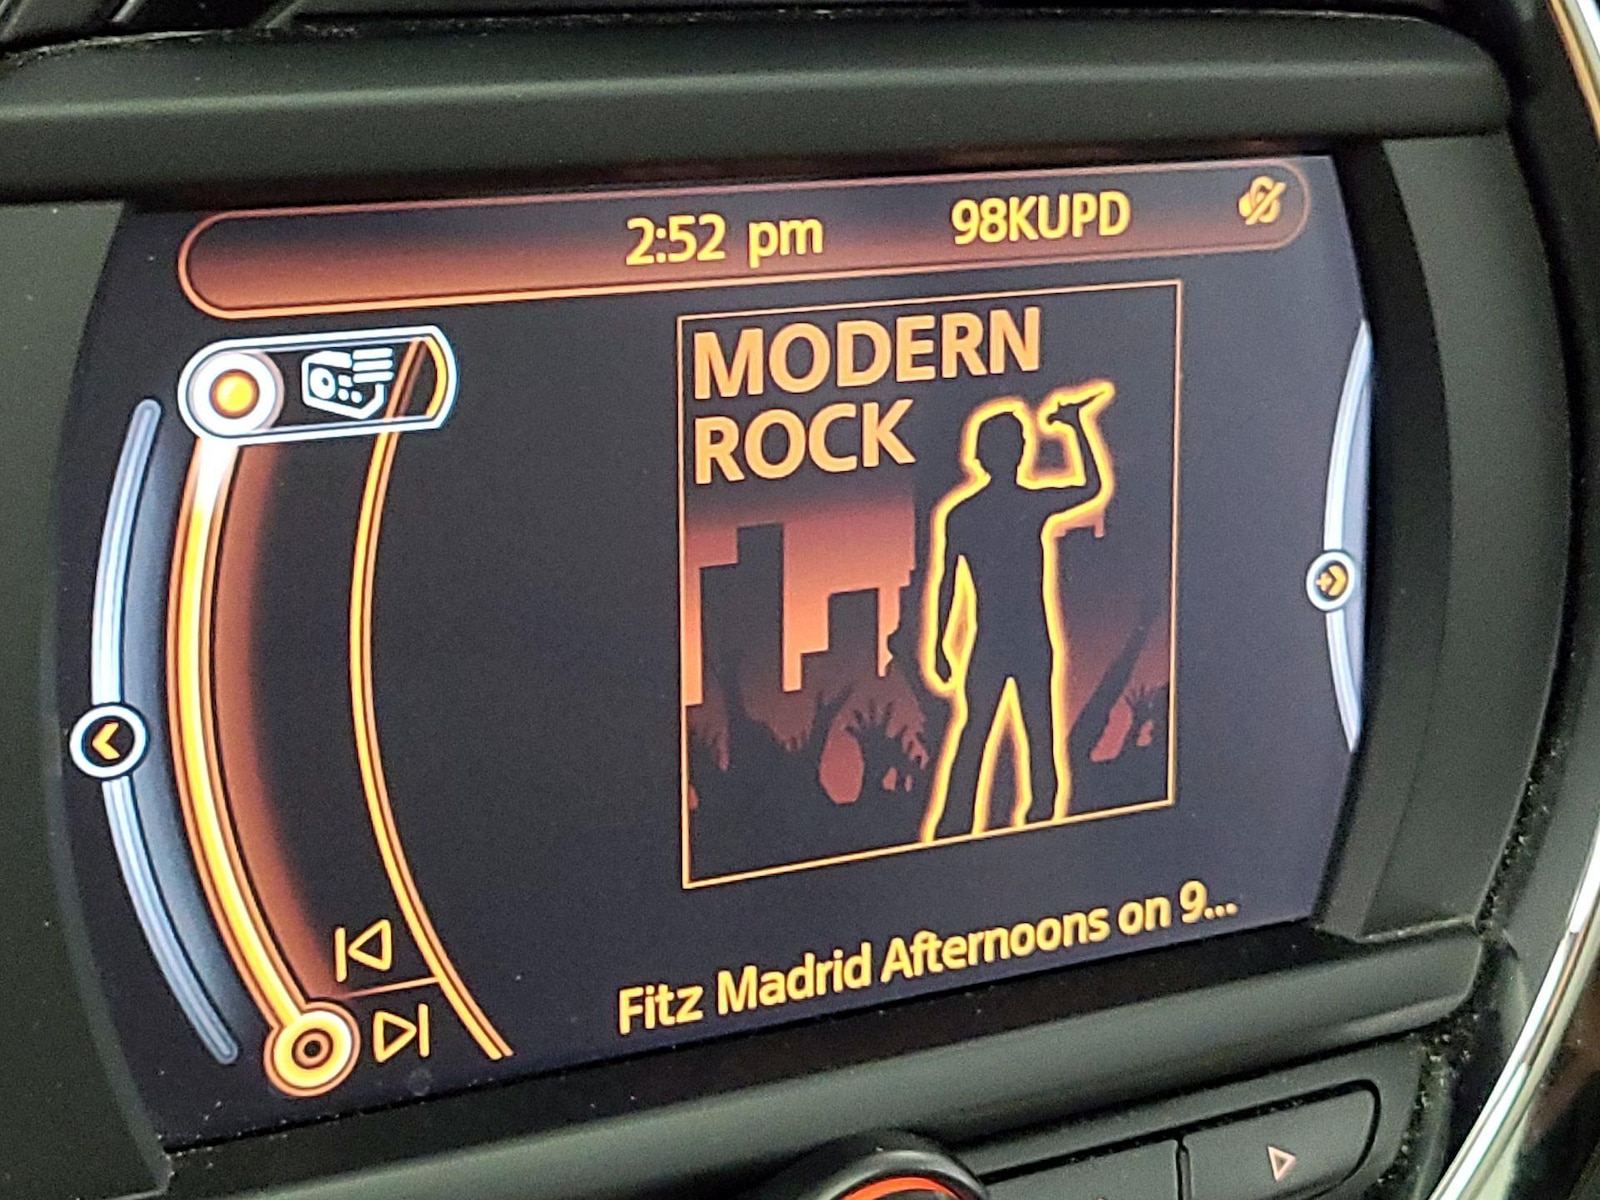 2:52 pm 98KUPD
MODERN
ROCK
Fitz Madrid Afternoons on 9...